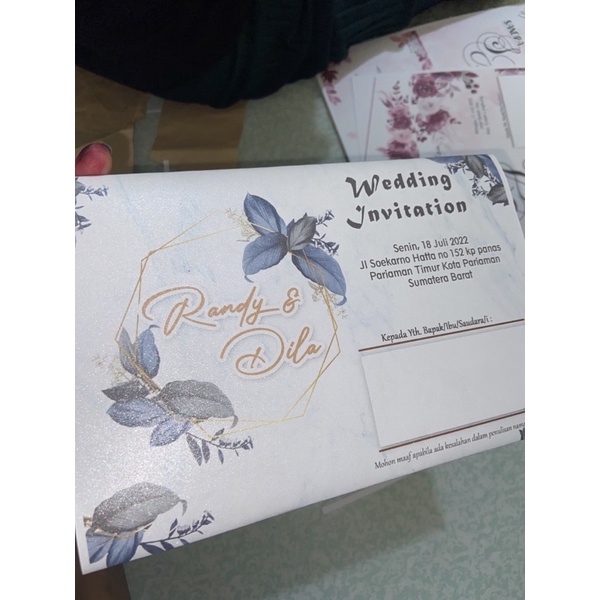 Wedding
Invitation
Senin, 18 Juli 2022
Jl Soekarno Hatta no 152 kp panas
Pariaman Timur Kota Pariaman
Sumatera Barat
Randy &
Dila
Kepada Yth. Bapak/Ibu/Saudara/i :
Mohon maaf apabila ada kesalahan dalam penulisan nama